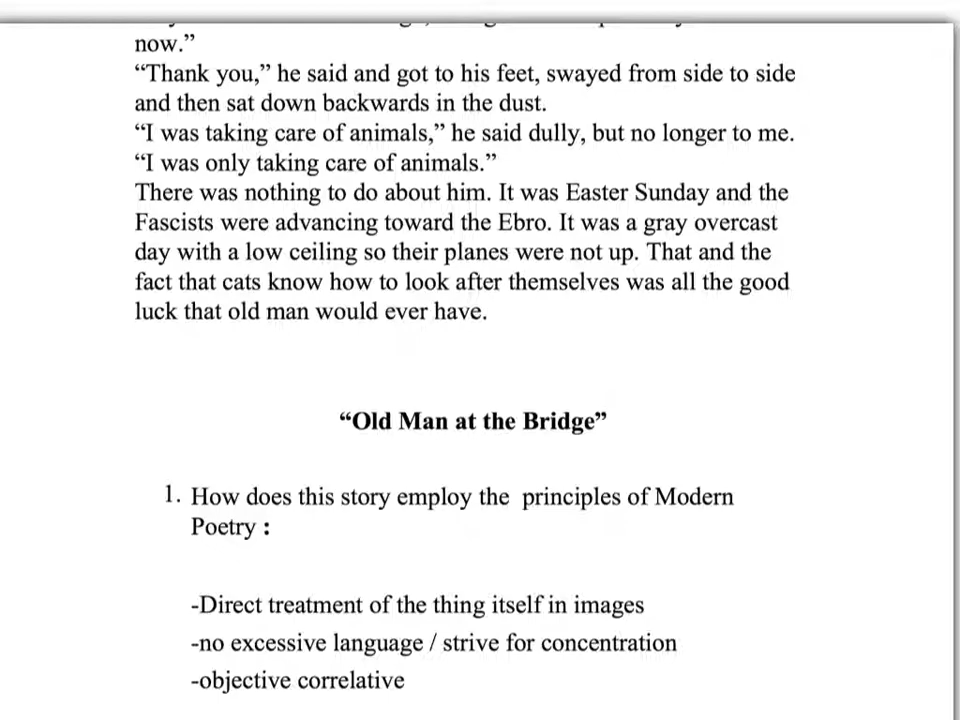 now.”
“Thank you,” he said and got to his feet, swayed from side to side
and then sat down backwards in the dust.
“I was taking care of animals,” he said dully, but no longer to me.
“I was only taking care of animals.”
There was nothing to do about him. It was Easter Sunday and the
Fascists were advancing toward the Ebro. It was a gray overcast
day with a low ceiling so their planes were not up. That and the
fact that cats know how to look after themselves was all the good
luck that old man would ever have.
“Old Man at the Bridge”
1. How does this story employ the  principles of Modern
Poetry :
-Direct treatment of the thing itself in images
-no excessive language / strive for concentration
-objective correlative